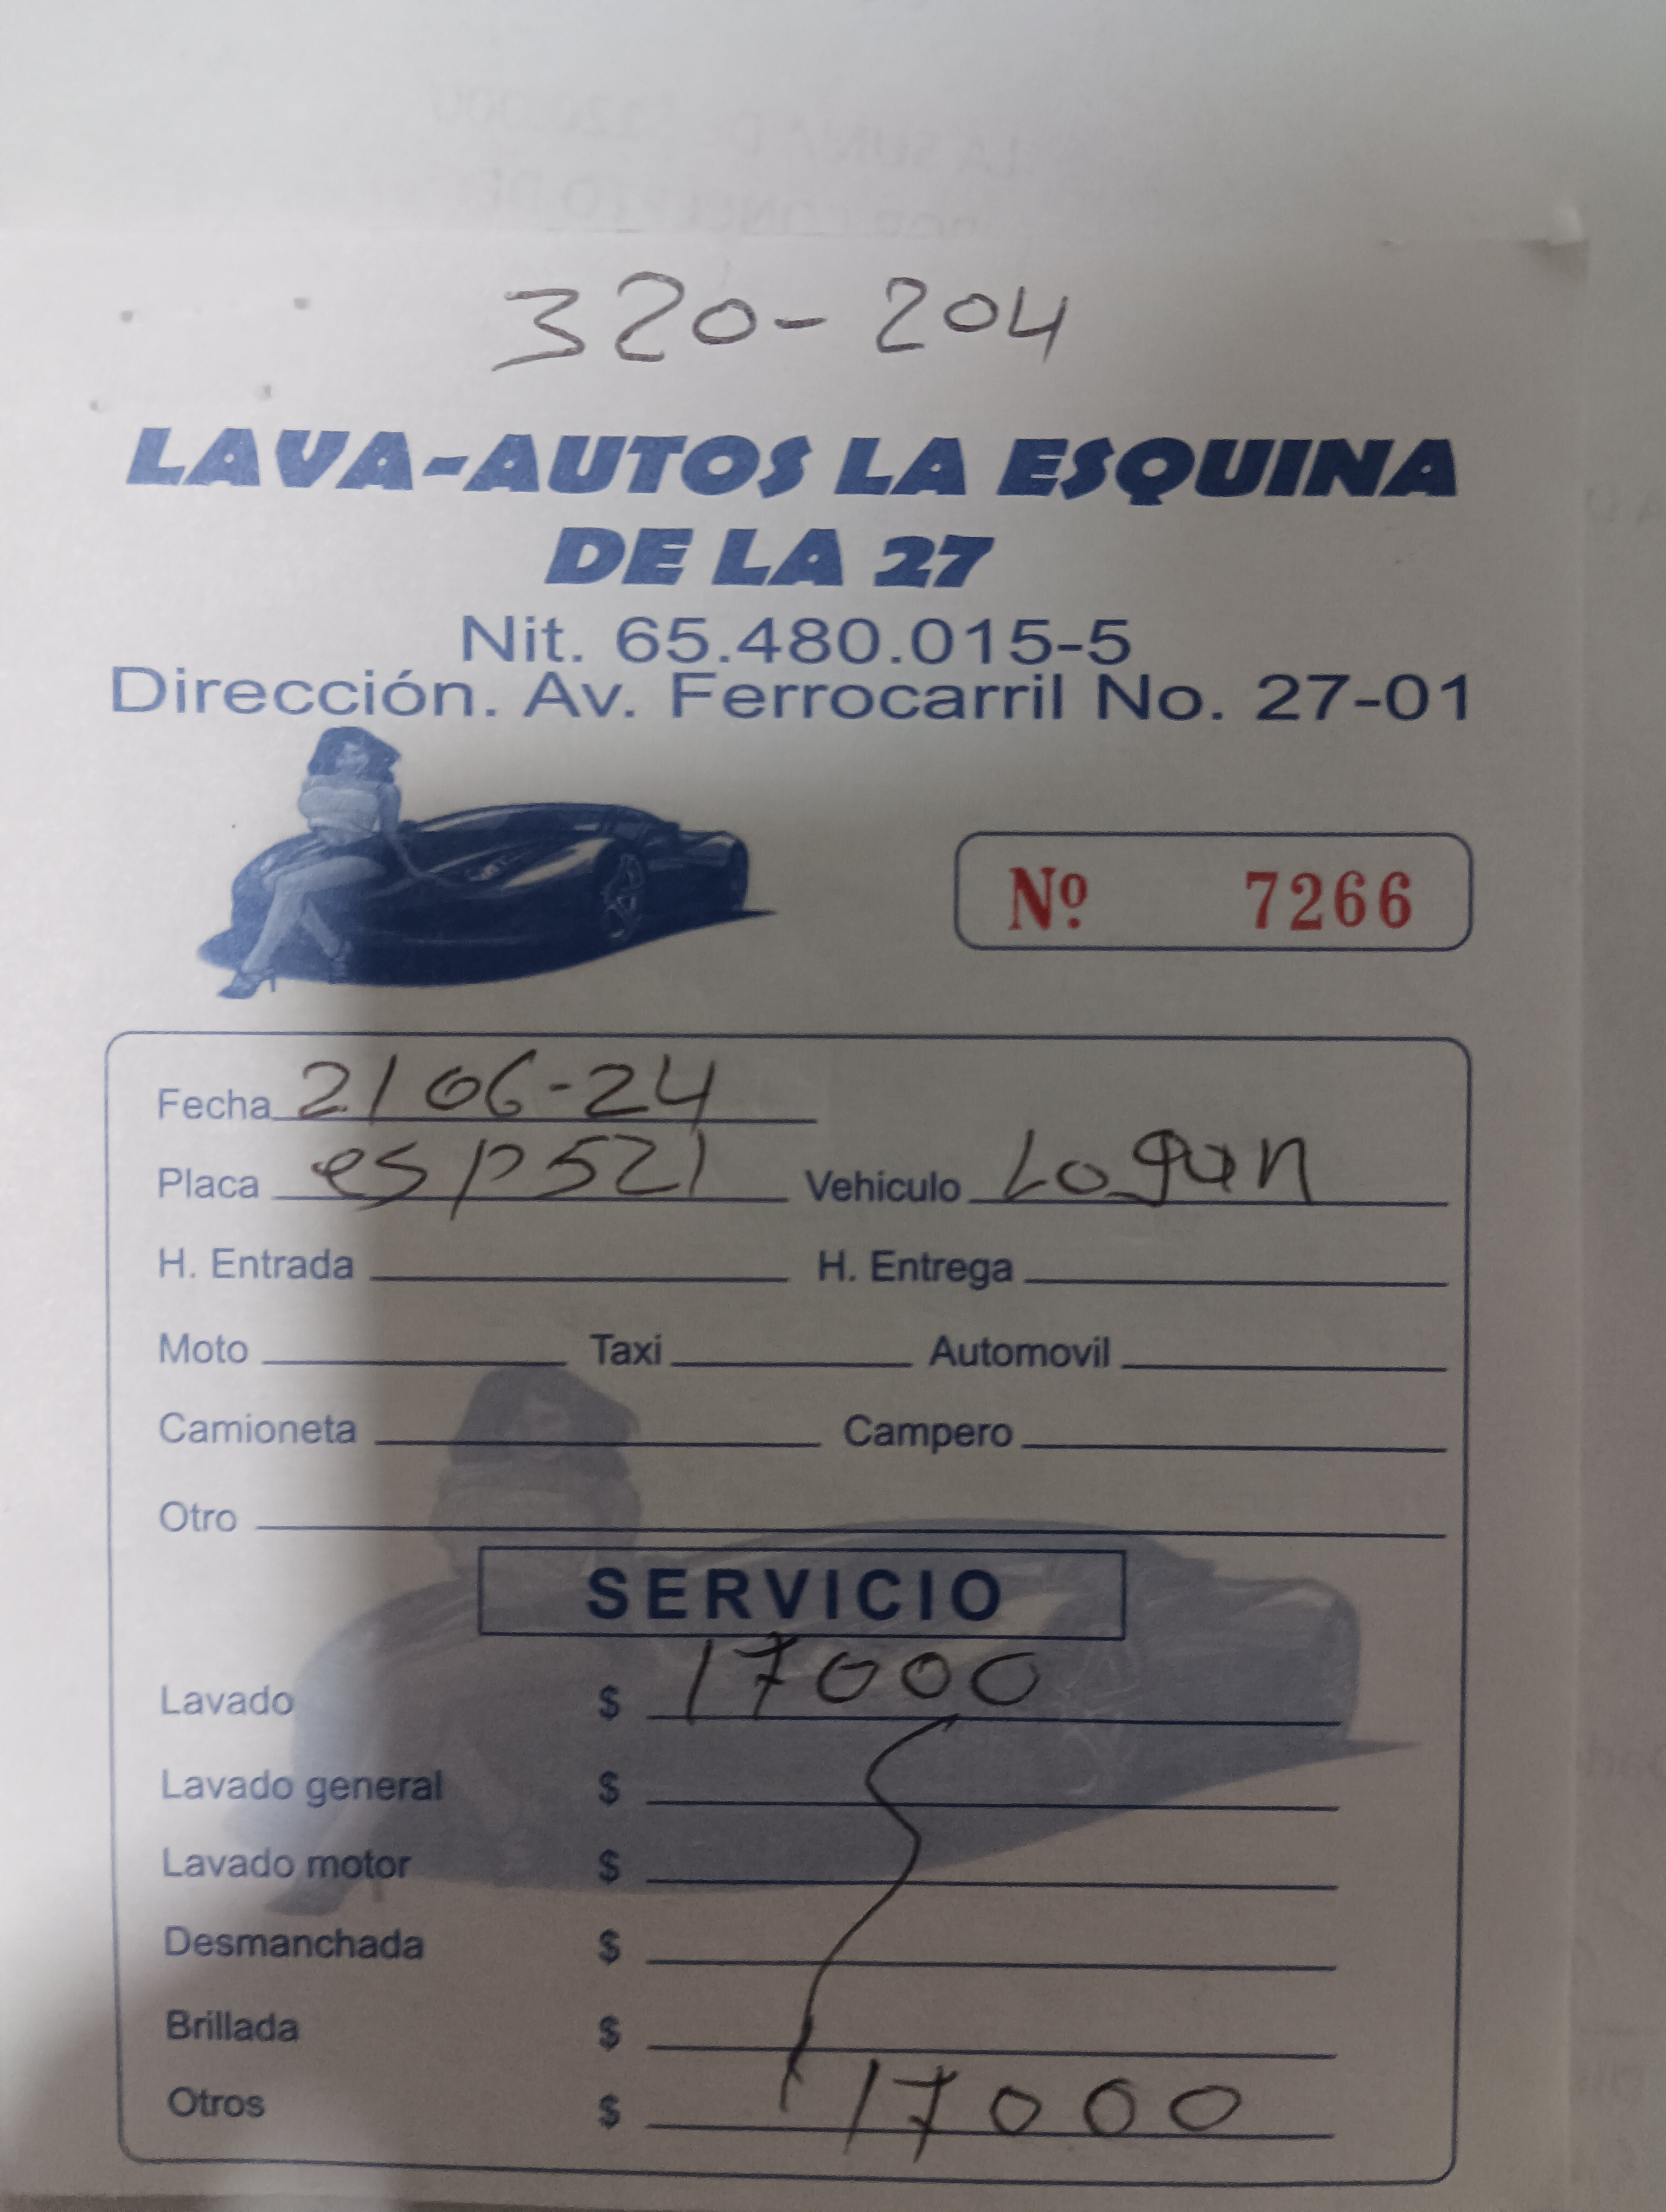 320-204
LAVA-AUTOS LA ESQUINA
DE LA 27
Nit. 65.480.015-5
Dirección. Av. Ferrocarril No. 27-01
Nº 7266
Fecha 21 06-24
Placa esp521 Vehiculo Logan
H. Entrada H. Entrega
Moto Taxi Automovil
Camioneta Campero
Otro
SERVICIO
Lavado $ 17000
Lavado general $
Lavado motor $
Desmanchada $
Brillada $
Otros $ 17000